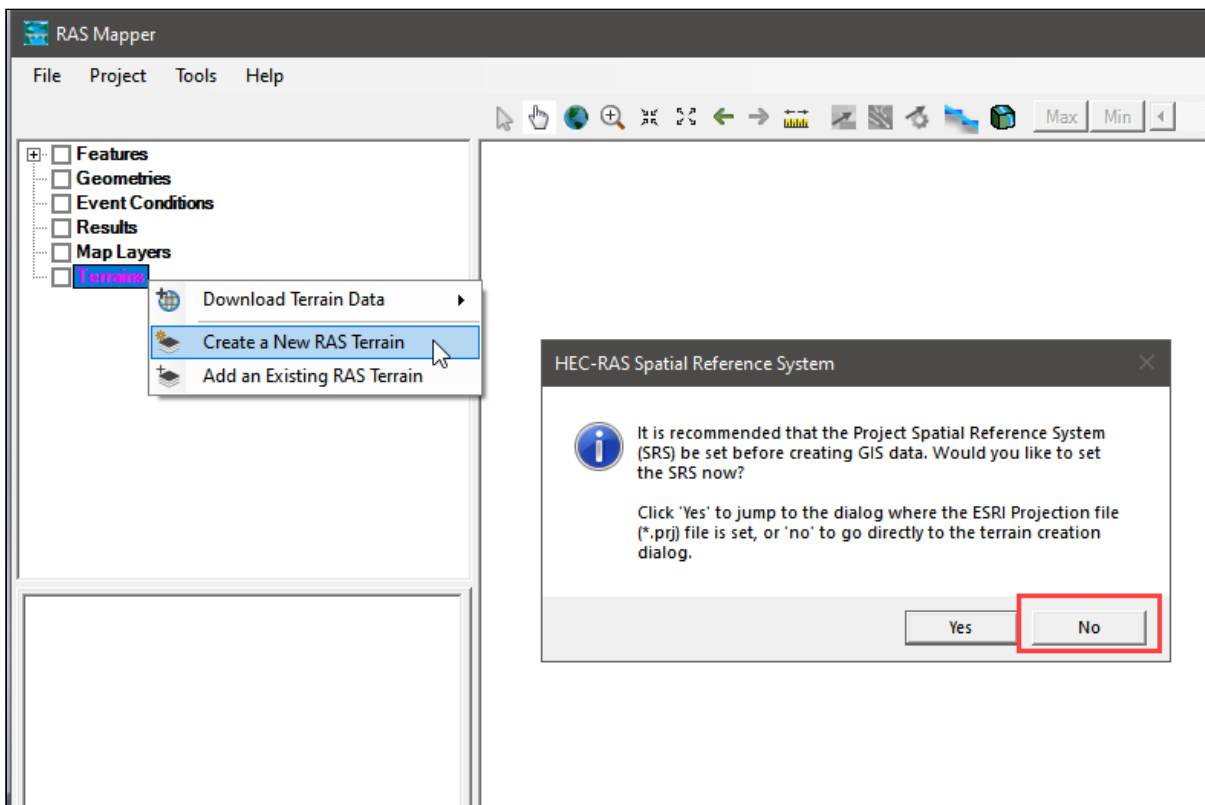 RAS Mapper
File Project Tools Help
Max Min
Features
Geometries
Event Conditions
Results
Map Layers
Terrains
Download Terrain Data
Create a New RAS Terrain
Add an Existing RAS Terrain
HEC-RAS Spatial Reference System
It is recommended that the Project Spatial Reference System
(SRS) be set before creating GIS data. Would you like to set
the SRS now?
Click 'Yes' to jump to the dialog where the ESRI Projection file
(*.prj) file is set, or 'no' to go directly to the terrain creation
dialog.
Yes No